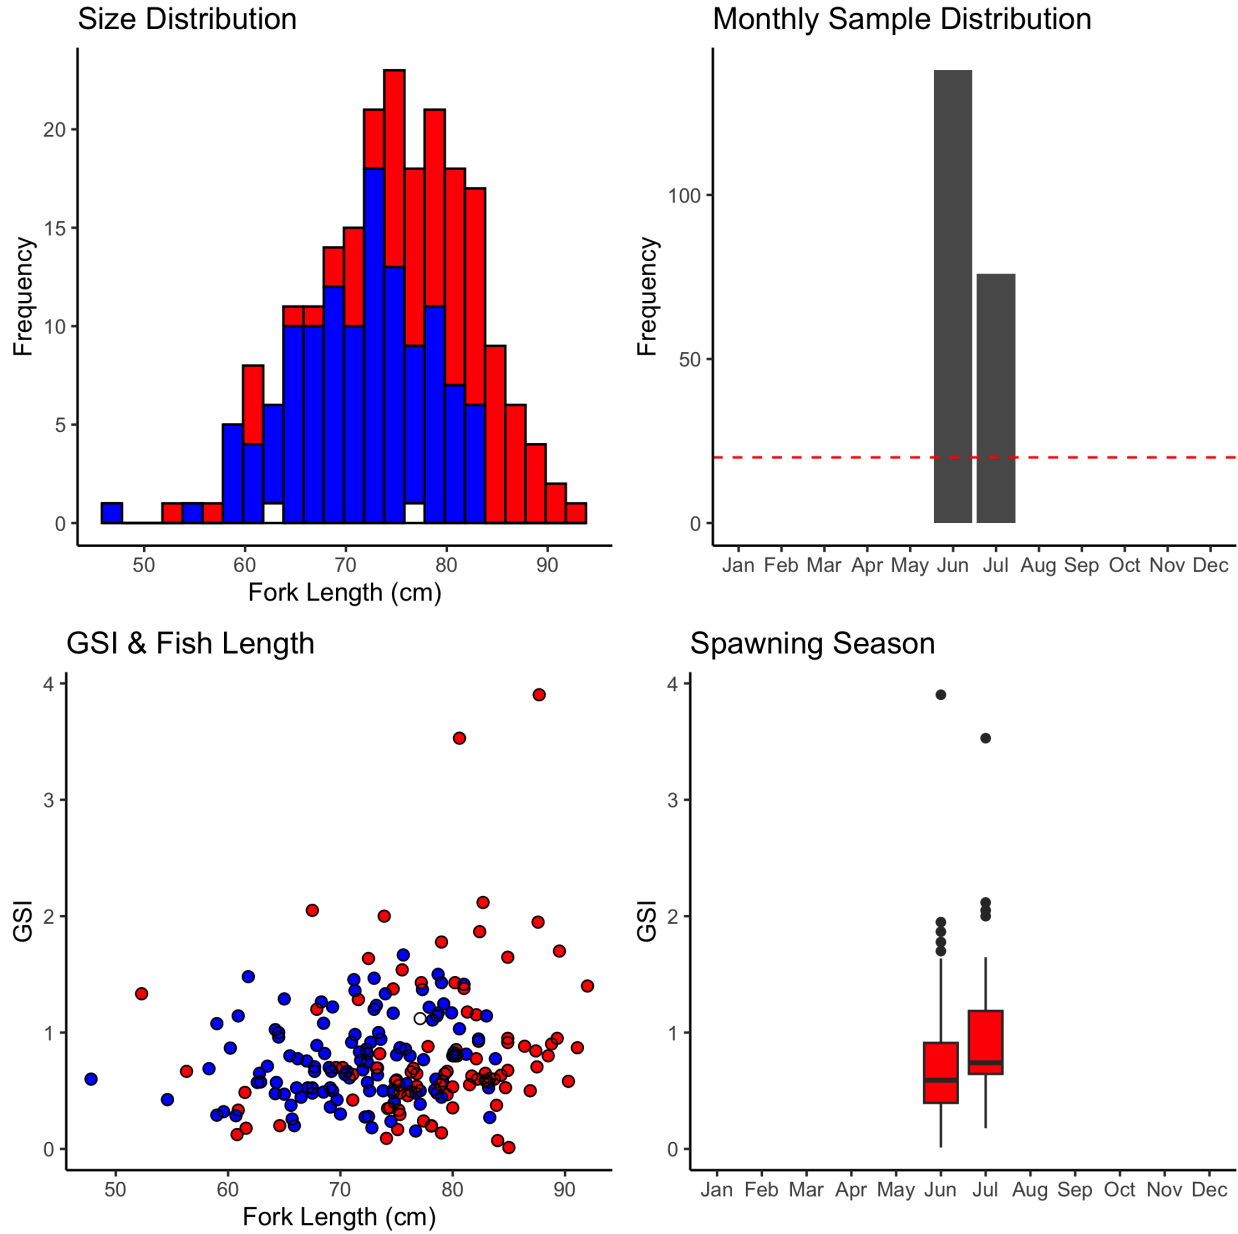 Size Distribution
Frequency
20
15
10
5
0
50 60 70 80 90
Fork Length (cm)
Monthly Sample Distribution
Frequency
100
50
0
Jan Feb Mar Apr May Jun Jul Aug Sep Oct Nov Dec
GSI & Fish Length
GSI
4
3
2
1
0
50 60 70 80 90
Fork Length (cm)
Spawning Season
GSI
4
3
2
1
0
Jan Feb Mar Apr May Jun Jul Aug Sep Oct Nov Dec